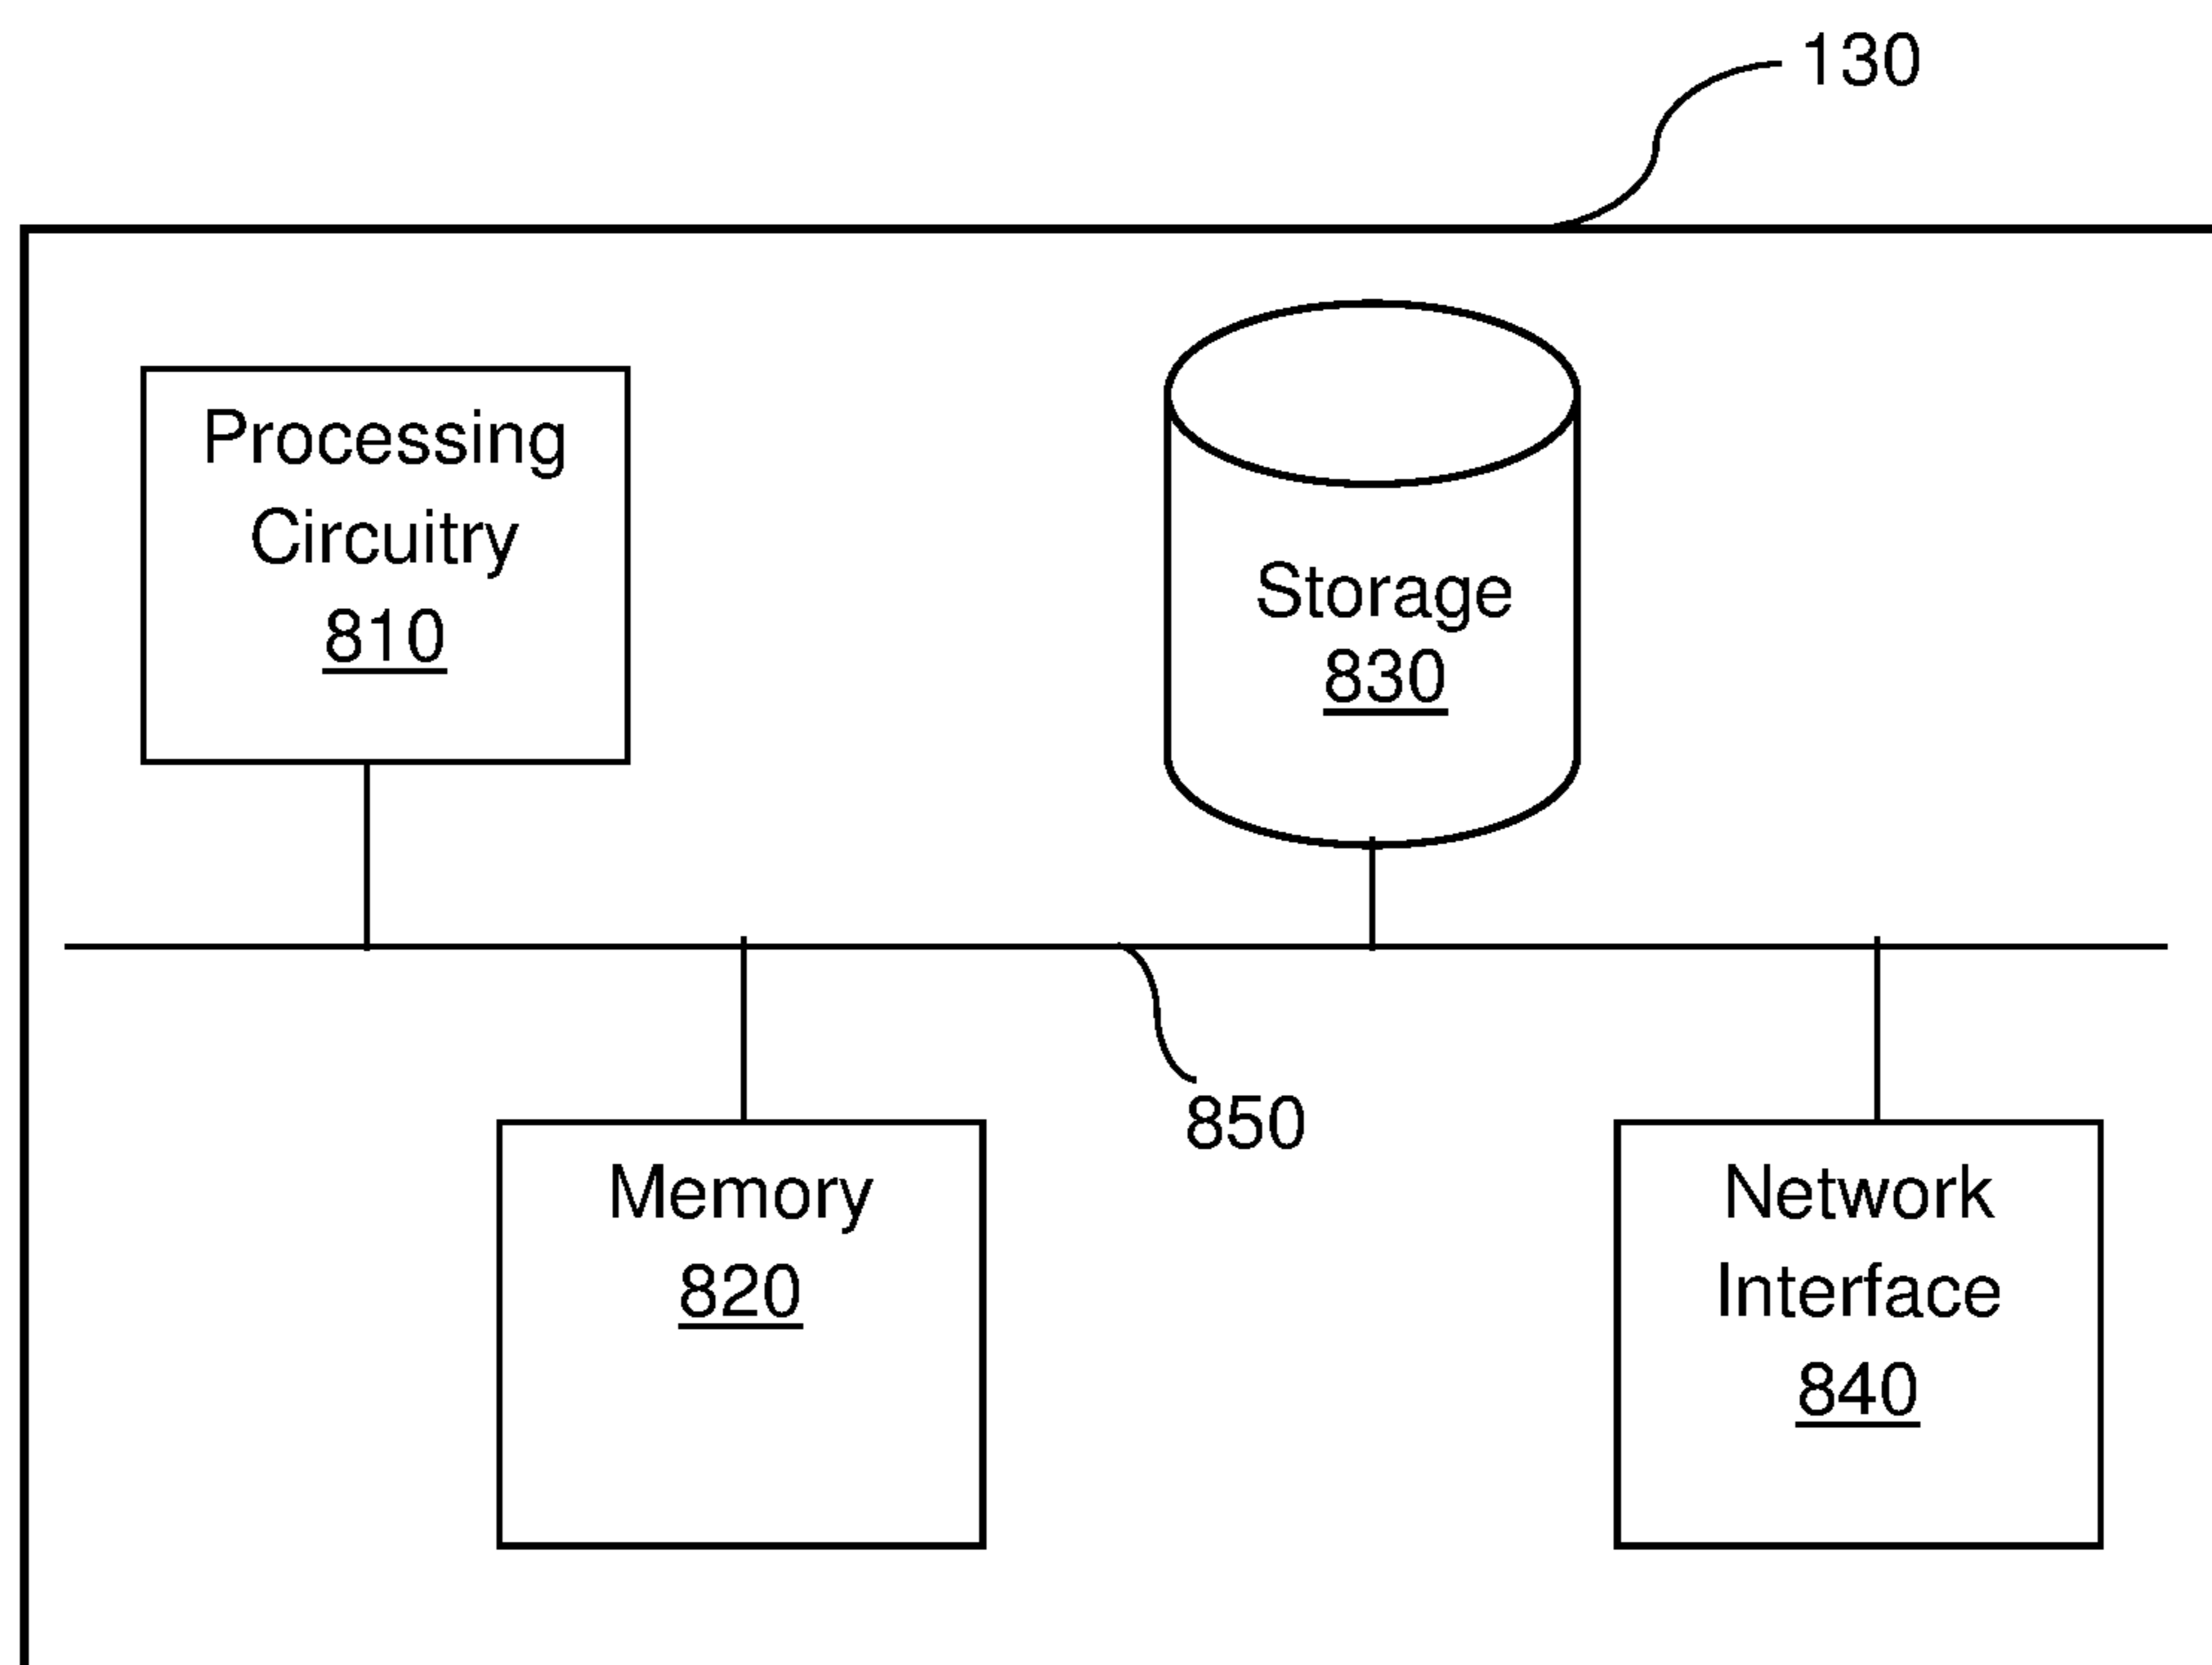 130
Processing
Circuitry
810
Storage
830
850
Memory
820
Network
Interface
840